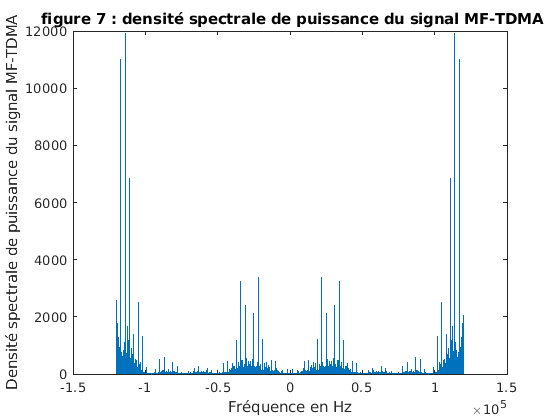 figure 7 : densité spectrale de puissance du signal MF-TDMA
Densité spectrale de puissance du signal MF-TDMA
12000
10000
8000
6000
4000
2000
0
-1.5 -1 -0.5 0 0.5 1 1.5
Fréquence en Hz
×10^5